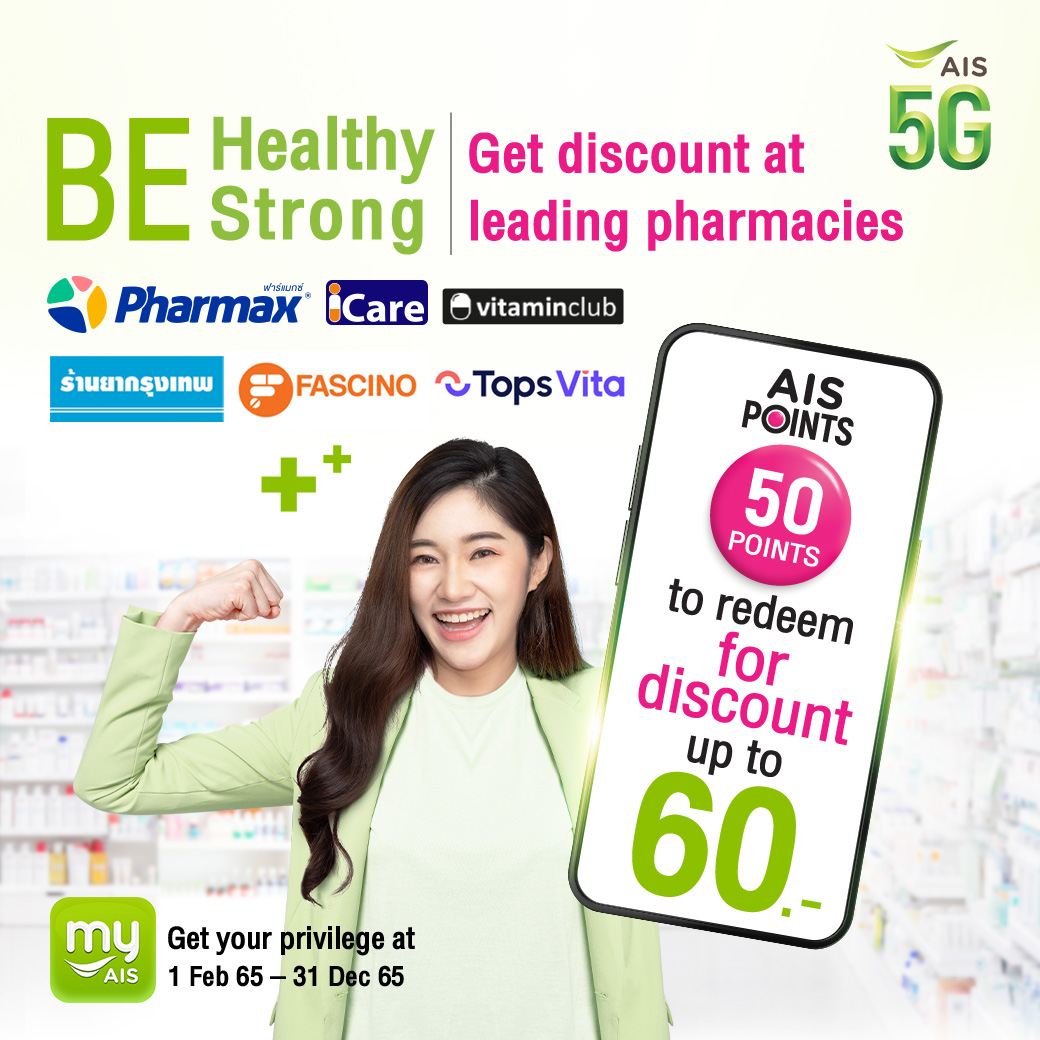 AIS
5G
BE Healthy
Strong
Get discount at
leading pharmacies
ฟาร์แมกซ์
Pharmax®
iCare
vitaminclub
ร้านยากรุงเทพ
FASCINO
Tops Vita
AIS
POINTS
50
POINTS
to redeem
for
discount
up to
60.-
my
AIS
Get your privilege at
1 Feb 65 – 31 Dec 65